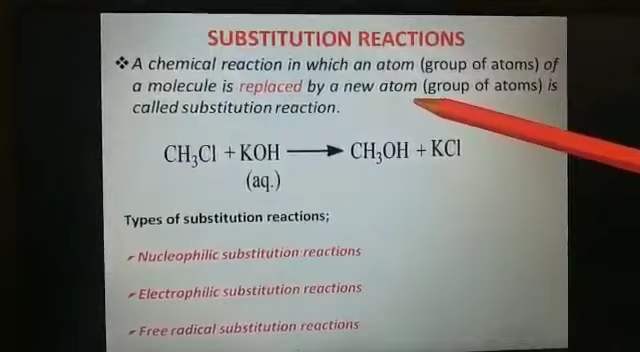 SUBSTITUTION REACTIONS
❖ A chemical reaction in which an atom (group of atoms) of
a molecule is replaced by a new atom (group of atoms) is
called substitution reaction.
CH₃Cl + KOH ⟶ CH₃OH + KCl
(aq.)
Types of substitution reactions;
Nucleophilic substitution reactions
Electrophilic substitution reactions
Free radical substitution reactions